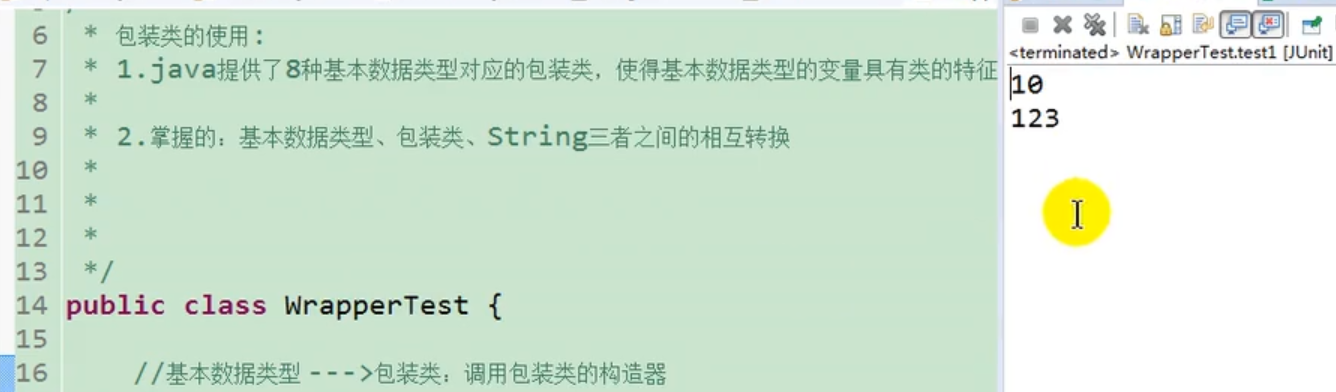 6 * 包装类的使用：
7 * 1.java提供了8种基本数据类型对应的包装类，使得基本数据类型的变量具有类的特征
8 *
9 * 2.掌握的：基本数据类型、包装类、String三者之间的相互转换
10 *
11 *
12 *
13 */
14 public class WrapperTest {
15
16 //基本数据类型 --->包装类：调用包装类的构造器
<terminated> WrapperTest.test1 [JUnit]
10
123